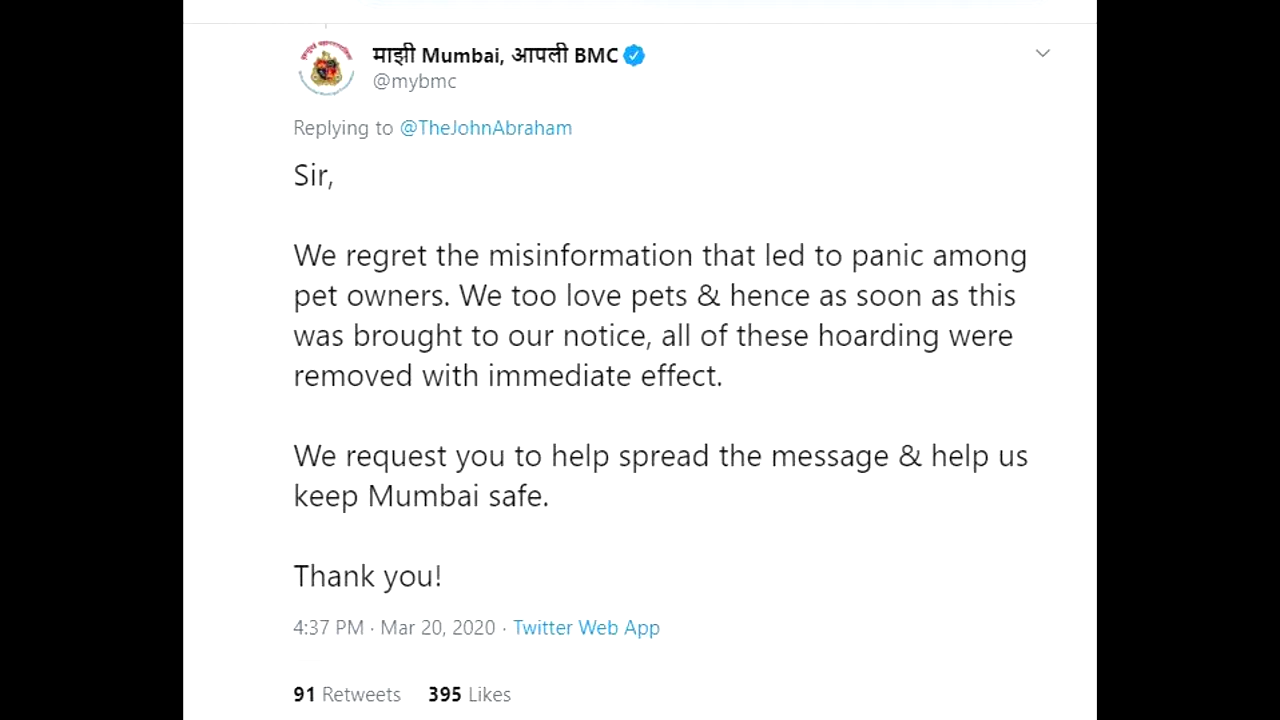 माझी Mumbai, आपली BMC
@mybmc
Replying to @TheJohnAbraham
Sir,
We regret the misinformation that led to panic among
pet owners. We too love pets & hence as soon as this
was brought to our notice, all of these hoarding were
removed with immediate effect.
We request you to help spread the message & help us
keep Mumbai safe.
Thank you!
4:37 PM · Mar 20, 2020 · Twitter Web App
91 Retweets 395 Likes